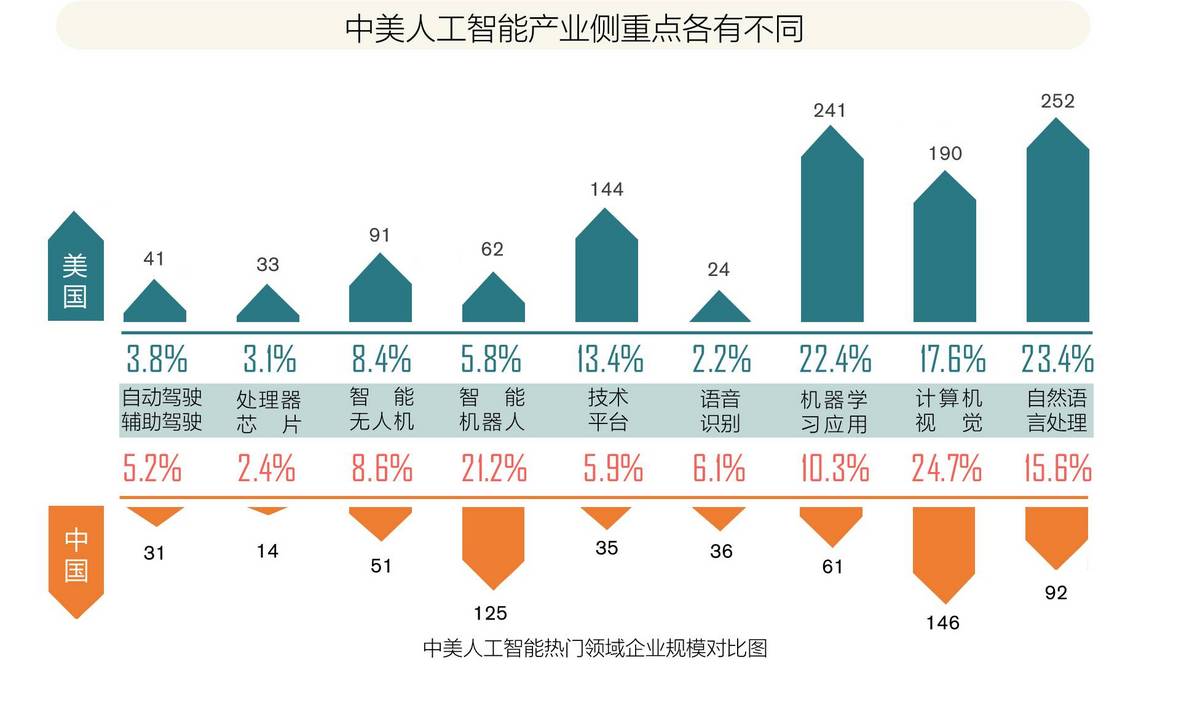 中美人工智能产业侧重点各有不同
美国
41 33 91 62 144 24 241 190 252
3.8% 3.1% 8.4% 5.8% 13.4% 2.2% 22.4% 17.6% 23.4%
自动驾驶 处理器 智能 智能 技术 语音 机器学 计算机 自然语
辅助驾驶 芯片 无人机 机器人 平台 识别 习应用 视觉 言处理
5.2% 2.4% 8.6% 21.2% 5.9% 6.1% 10.3% 24.7% 15.6%
中国
31 14 51 125 35 36 61 146 92
中美人工智能热门领域企业规模对比图